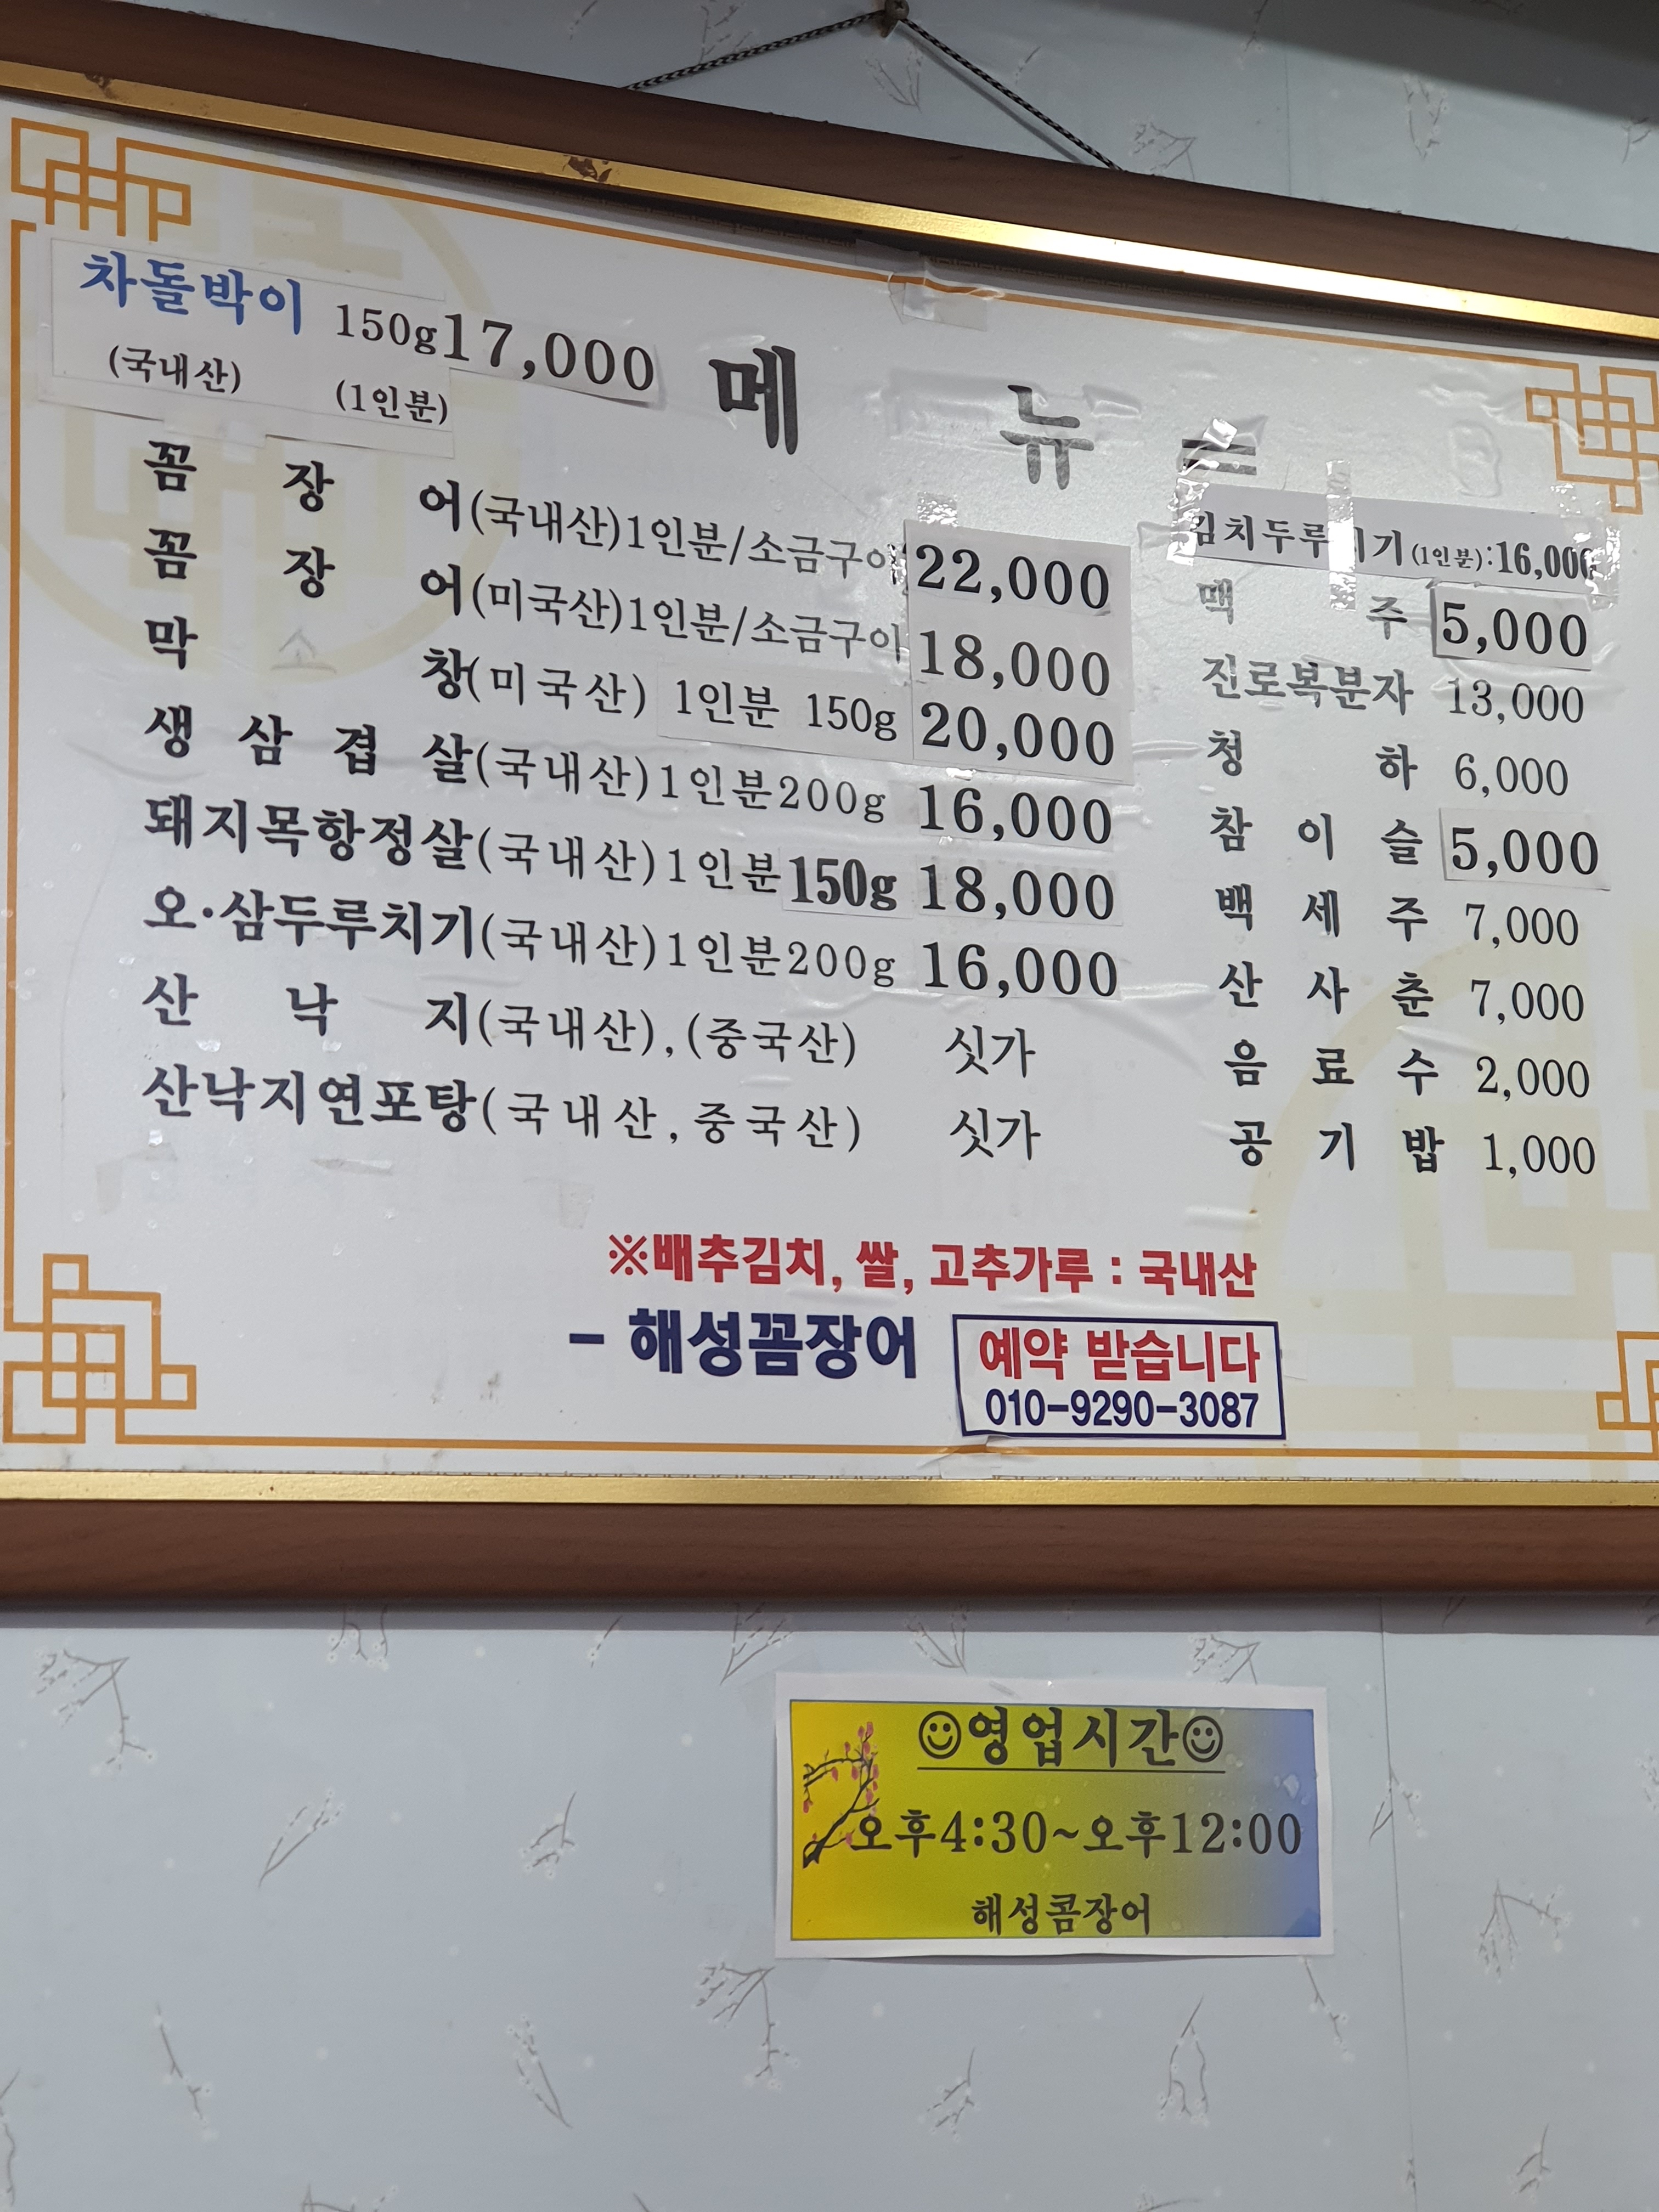 차돌박이 150g 17,000
(국내산) (1인분)
메 뉴
꼼 장 어(국내산)1인분/소금구이 22,000
꼼 장 어(미국산)1인분/소금구이 18,000
막 창(미국산) 1인분 150g 20,000
생 삼 겹 살(국내산)1인분200g 16,000
돼지목항정살(국내산)1인분150g 18,000
오·삼두루치기(국내산)1인분200g 16,000
산 낙 지(국내산),(중국산) 싯가
산낙지연포탕(국내산,중국산) 싯가
김치두루치기(1인분):16,000
맥 주 5,000
진로복분자 13,000
청 하 6,000
참 이 슬 5,000
백 세 주 7,000
산 사 춘 7,000
음 료 수 2,000
공 기 밥 1,000
※배추김치, 쌀, 고추가루 : 국내산
- 해성꼼장어
예약 받습니다
010-9290-3087
☺영업시간☺
오후4:30~오후12:00
해성콤장어